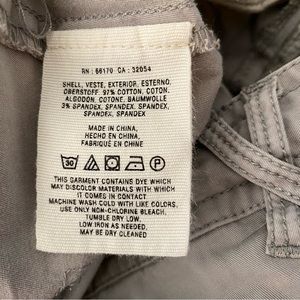 RN: 66170 CA: 32054
SHELL, VESTE, EXTERIOR, ESTERNO,
OBERSTOFF. 97% COTTON, COTON,
ALGODON, COTONE, BAUMWOLLE
3% SPANDEX, SPANDEX, SPANDEX,
SPANDEX, SPANDEX
MADE IN CHINA,
HECHO EN CHINA,
FABRIQUÉ EN CHINE
30 P
THIS GARMENT CONTAINS DYE WHICH
MAY DISCOLOR MATERIALS WITH WHICH
IT COMES IN CONTACT
MACHINE WASH COLD WITH LIKE COLORS,
USE ONLY NON-CHLORINE BLEACH,
TUMBLE DRY LOW,
LOW IRON AS NEEDED,
MAY BE DRY CLEANED